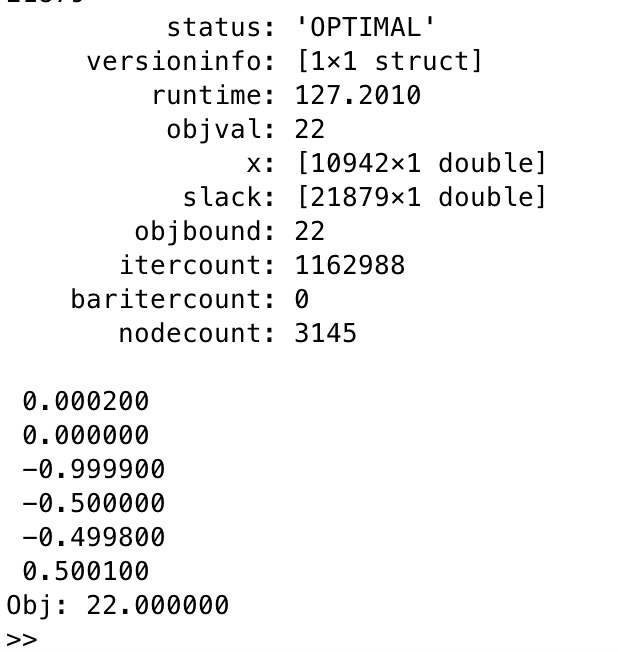 status: 'OPTIMAL'
versioninfo: [1×1 struct]
runtime: 127.2010
objval: 22
x: [10942×1 double]
slack: [21879×1 double]
objbound: 22
itercount: 1162988
baritercount: 0
nodecount: 3145
0.000200
0.000000
-0.999900
-0.500000
-0.499800
0.500100
Obj: 22.000000
>>